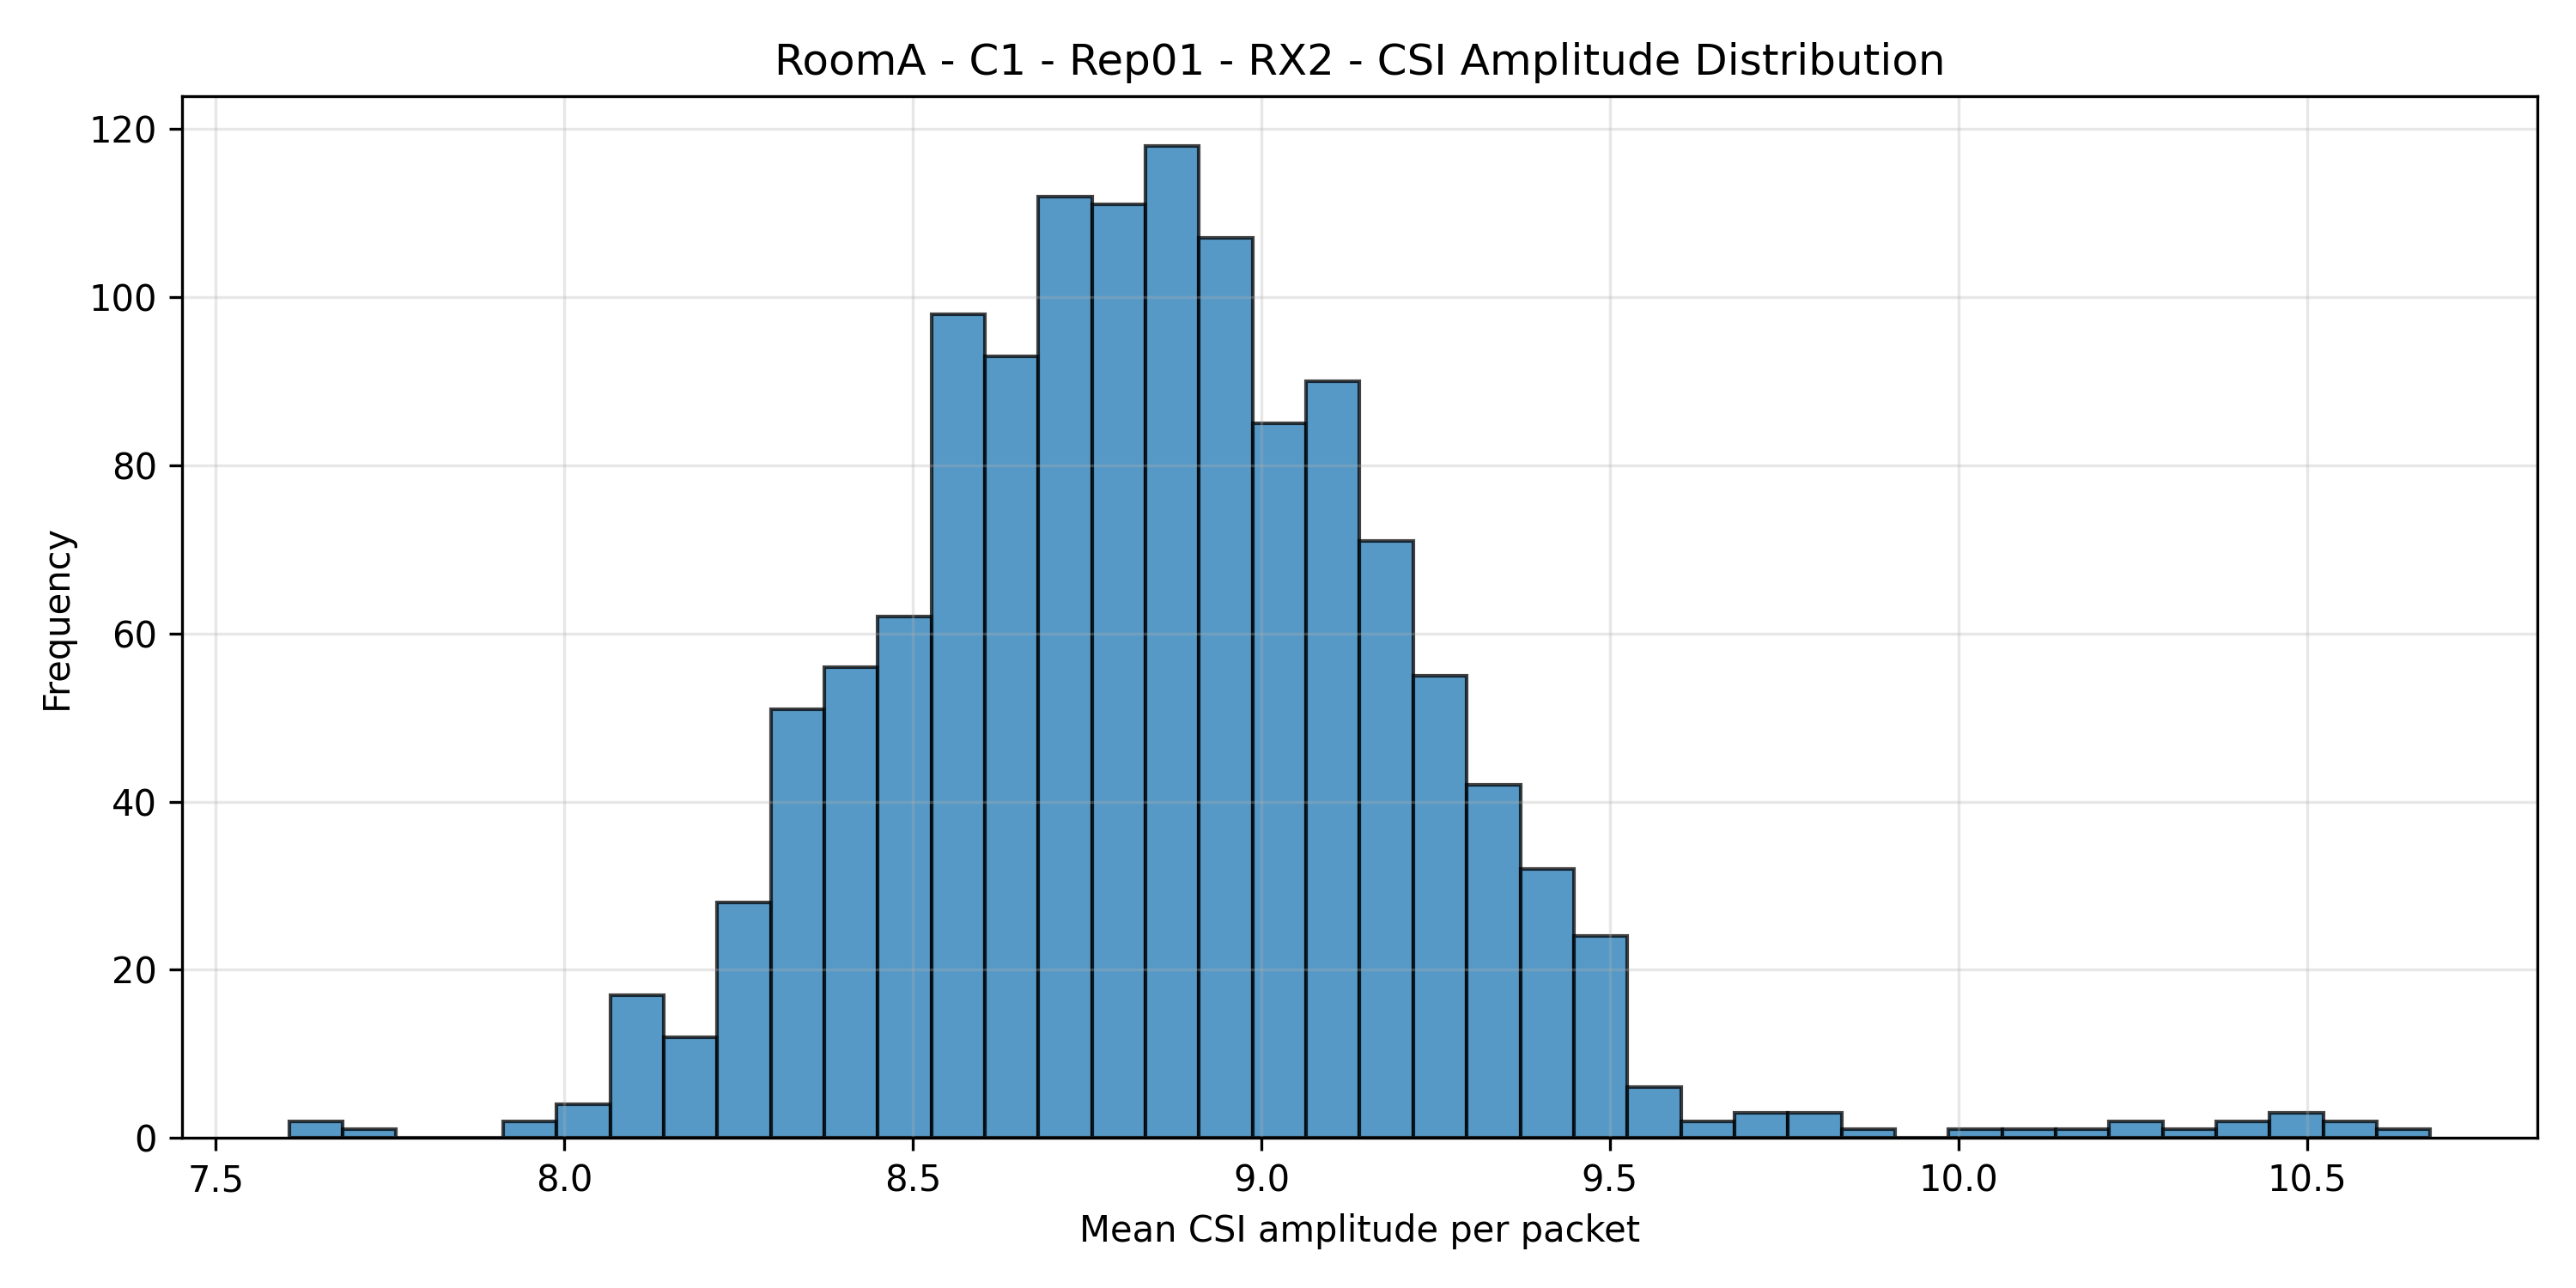 RoomA - C1 - Rep01 - RX2 - CSI Amplitude Distribution
120
100
80
60
40
20
0
Frequency
7.5 8.0 8.5 9.0 9.5 10.0 10.5
Mean CSI amplitude per packet